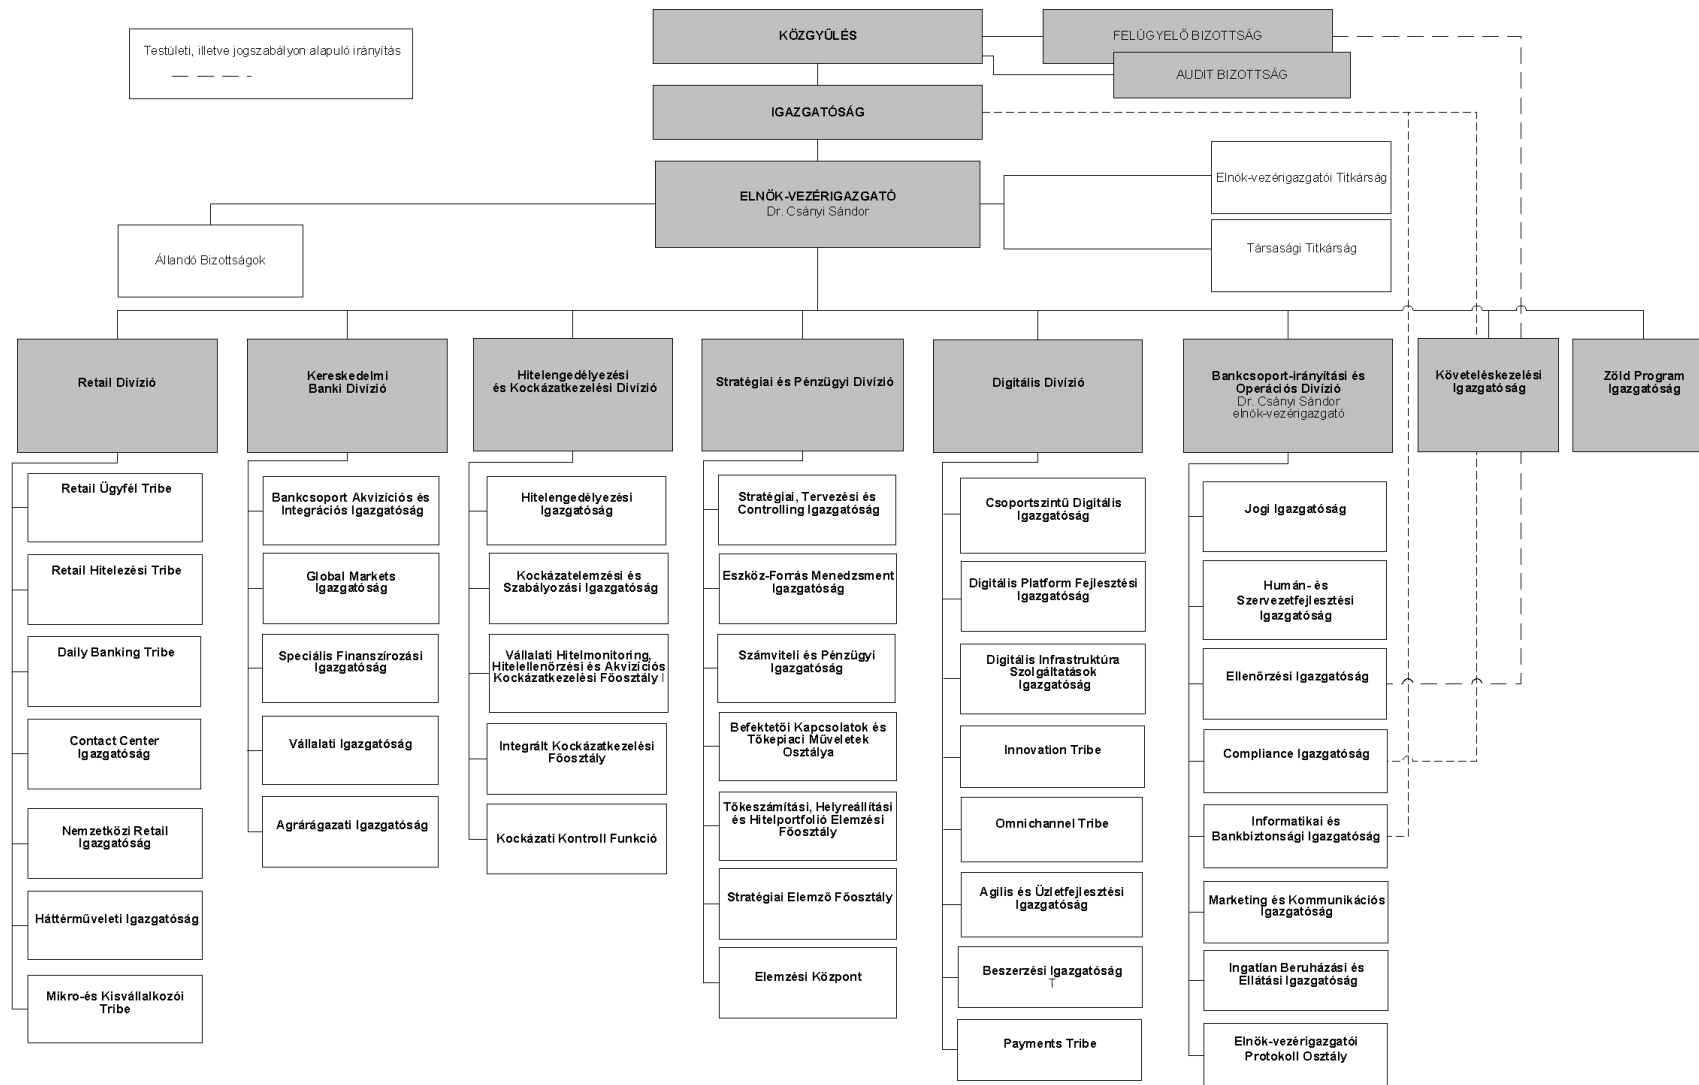 Testületi, illetve jogszabályon alapuló irányítás
KÖZGYŰLÉS
FELÜGYELŐ BIZOTTSÁG
AUDIT BIZOTTSÁG
IGAZGATÓSÁG
ELNÖK-VEZÉRIGAZGATÓ
Dr. Csányi Sándor
Elnök-vezérigazgatói Titkárság
Társasági Titkárság
Állandó Bizottságok
Retail Divízió
Kereskedelmi
Banki Divízió
Hitelengedélyezési
és Kockázatkezelési Divízió
Stratégiai és Pénzügyi Divízió
Digitális Divízió
Bankcsoport-irányítási és
Operációs Divízió
Dr. Csányi Sándor
elnök-vezérigazgató
Követeléskezelési
Igazgatóság
Zöld Program
Igazgatóság
Retail Ügyfél Tribe
Retail Hitelezési Tribe
Daily Banking Tribe
Contact Center
Igazgatóság
Nemzetközi Retail
Igazgatóság
Háttérműveleti Igazgatóság
Mikro-és Kisvállalkozói
Tribe
Bankcsoport Akvizíciós és
Integrációs Igazgatóság
Global Markets
Igazgatóság
Speciális Finanszírozási
Igazgatóság
Vállalati Igazgatóság
Agrárágazati Igazgatóság
Hitelengedélyezési
Igazgatóság
Kockázatelemzési és
Szabályozási Igazgatóság
Vállalati Hitelmonitoring,
Hitelellenőrzési és Akvizíciós
Kockázatkezelési Főosztály
Integrált Kockázatkezelési
Főosztály
Kockázati Kontroll Funkció
Stratégiai, Tervezési és
Controlling Igazgatóság
Eszköz-Forrás Menedzsment
Igazgatóság
Számviteli és Pénzügyi
Igazgatóság
Befektetői Kapcsolatok és
Tőkepiaci Műveletek
Osztálya
Tőkeszámítási, Helyreállítási
és Hitelportfolió Elemzési
Főosztály
Stratégiai Elemző Főosztály
Elemzési Központ
Csoportszintű Digitális
Igazgatóság
Digitális Platform Fejlesztési
Igazgatóság
Digitális Infrastruktúra
Szolgáltatások
Igazgatóság
Innovation Tribe
Omnichannel Tribe
Agilis és Üzletfejlesztési
Igazgatóság
Beszerzési Igazgatóság
T
Payments Tribe
Jogi Igazgatóság
Humán- és
Szervezetfejlesztési
Igazgatóság
Ellenőrzési Igazgatóság
Compliance Igazgatóság
Informatikai és
Bankbiztonsági Igazgatóság
Marketing és Kommunikációs
Igazgatóság
Ingatlan Beruházási és
Ellátási Igazgatóság
Elnök-vezérigazgatói
Protokoll Osztály